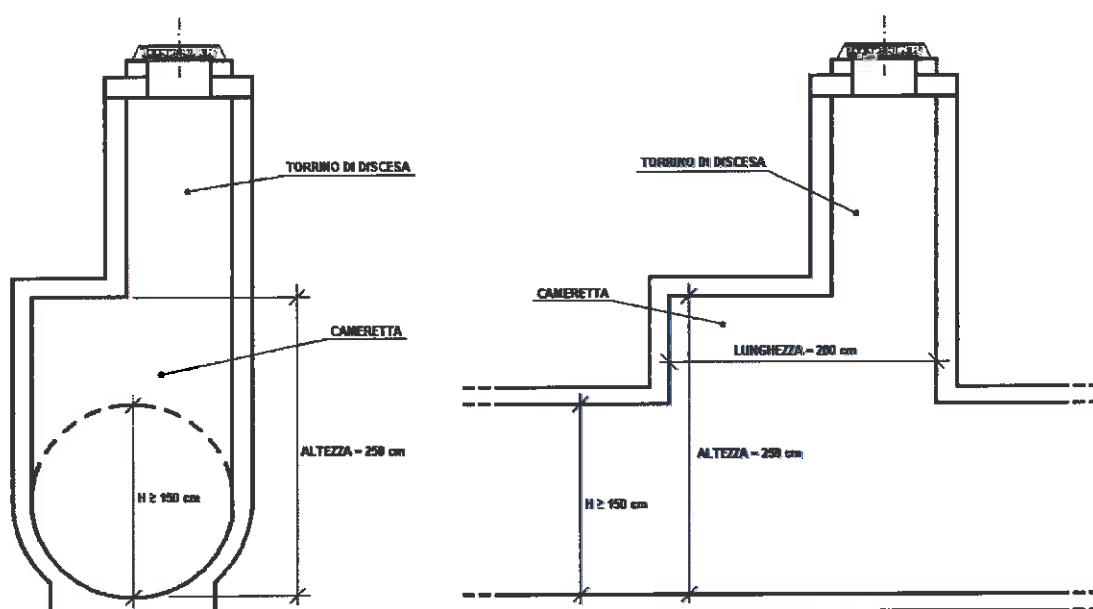 TORRINO DI DISCESA
CAMERETTA
ALTEZZA = 250 cm
H ≥ 150 cm
TORRINO DI DISCESA
CAMERETTA
LUNGHEZZA = 200 cm
ALTEZZA = 250 cm
H ≥ 150 cm